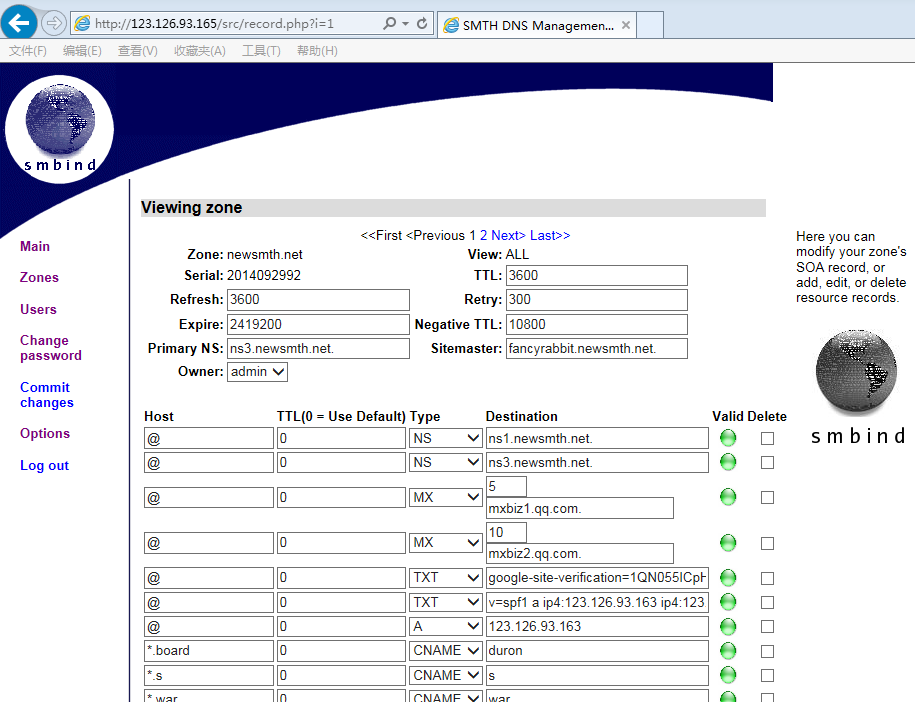 http://123.126.93.165/src/record.php?i=1
SMTH DNS Managemen...
文件(F) 编辑(E) 查看(V) 收藏夹(A) 工具(T) 帮助(H)
smbind
Main
Zones
Users
Change
password
Commit
changes
Options
Log out
Viewing zone
<<First <Previous 1 2 Next> Last>>
Zone: newsmth.net View: ALL
Serial: 2014092992 TTL: 3600
Refresh: 3600 Retry: 300
Expire: 2419200 Negative TTL: 10800
Primary NS: ns3.newsmth.net. Sitemaster: fancyrabbit.newsmth.net.
Owner: admin
Host TTL(0 = Use Default) Type Destination Valid Delete
@ 0 NS ns1.newsmth.net.
@ 0 NS ns3.newsmth.net.
@ 0 MX 5
mxbiz1.qq.com.
@ 0 MX 10
mxbiz2.qq.com.
@ 0 TXT google-site-verification=1QN055ICpH
@ 0 TXT v=spf1 a ip4:123.126.93.163 ip4:123
@ 0 A 123.126.93.163
*.board 0 CNAME duron
*.s 0 CNAME s
*.war 0 CNAME war
Here you can
modify your zone's
SOA record, or
add, edit, or delete
resource records.
smbind